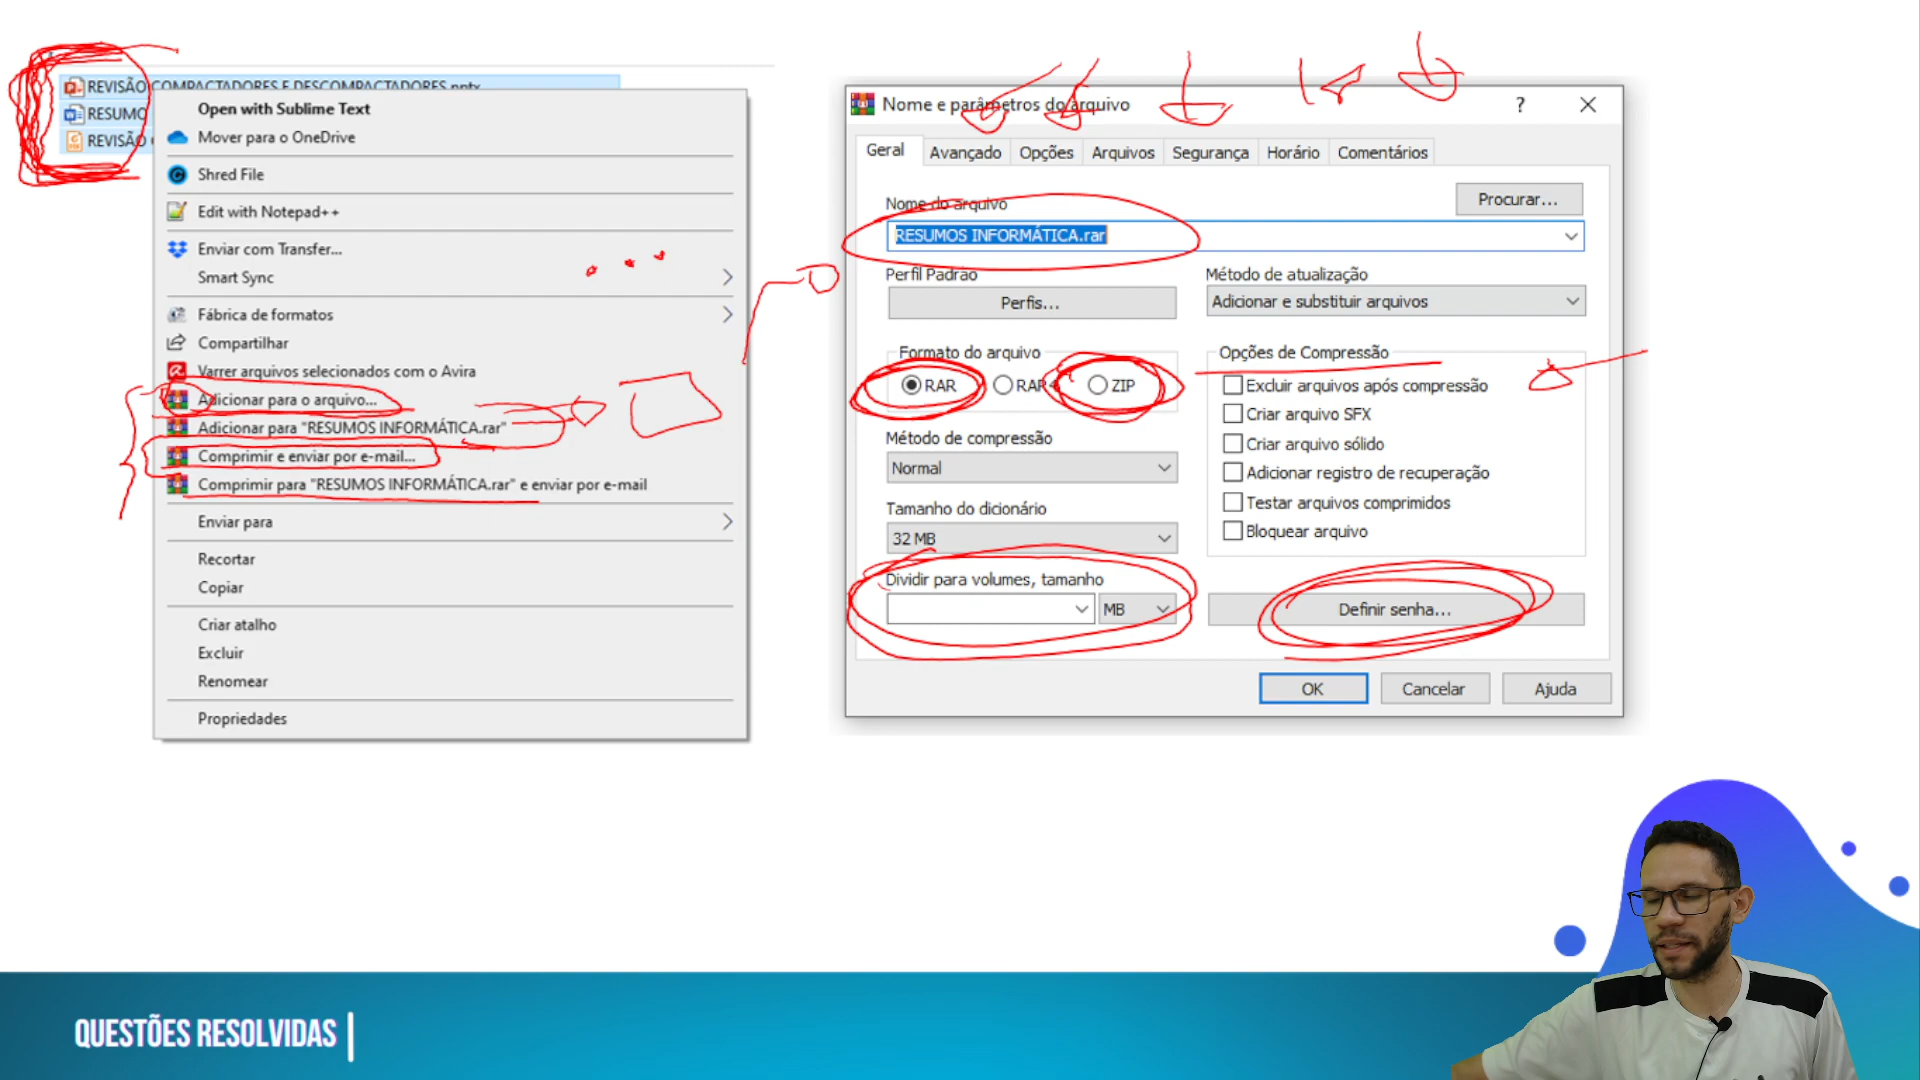 REVISÃO COMPACTADORES E DESCOMPACTADORES.pptx
RESUMO
REVISÃO
Open with Sublime Text
Mover para o OneDrive
Shred File
Edit with Notepad++
Enviar com Transfer...
Smart Sync
Fábrica de formatos
Compartilhar
Varrer arquivos selecionados com o Avira
Adicionar para o arquivo...
Adicionar para "RESUMOS INFORMÁTICA.rar"
Comprimir e enviar por e-mail...
Comprimir para "RESUMOS INFORMÁTICA.rar" e enviar por e-mail
Enviar para
Recortar
Copiar
Criar atalho
Excluir
Renomear
Propriedades
Nome e parâmetros do arquivo
?
Geral Avançado Opções Arquivos Segurança Horário Comentários
Nome do arquivo
Procurar...
RESUMOS INFORMÁTICA.rar
Perfil Padrão
Perfis...
Método de atualização
Adicionar e substituir arquivos
Formato do arquivo
RAR RAR4 ZIP
Método de compressão
Normal
Tamanho do dicionário
32 MB
Dividir para volumes, tamanho
MB
Opções de Compressão
Excluir arquivos após compressão
Criar arquivo SFX
Criar arquivo sólido
Adicionar registro de recuperação
Testar arquivos comprimidos
Bloquear arquivo
Definir senha...
OK Cancelar Ajuda
QUESTÕES RESOLVIDAS